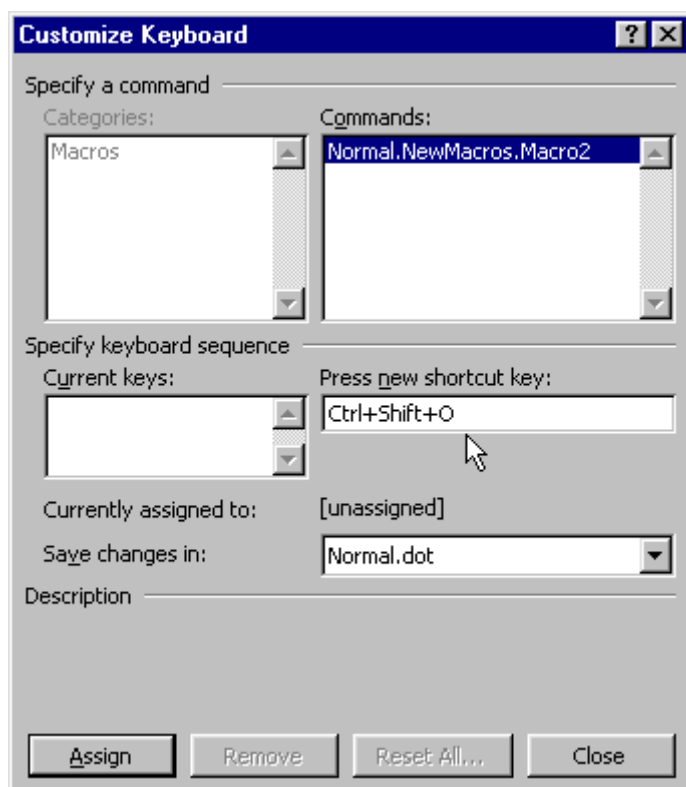 Customize Keyboard
Specify a command
Categories:
Commands:
Macros
Normal.NewMacros.Macro2
Specify keyboard sequence
Current keys:
Press new shortcut key:
Ctrl+Shift+O
Currently assigned to:
[unassigned]
Save changes in:
Normal.dot
Description
Assign
Remove
Reset All...
Close